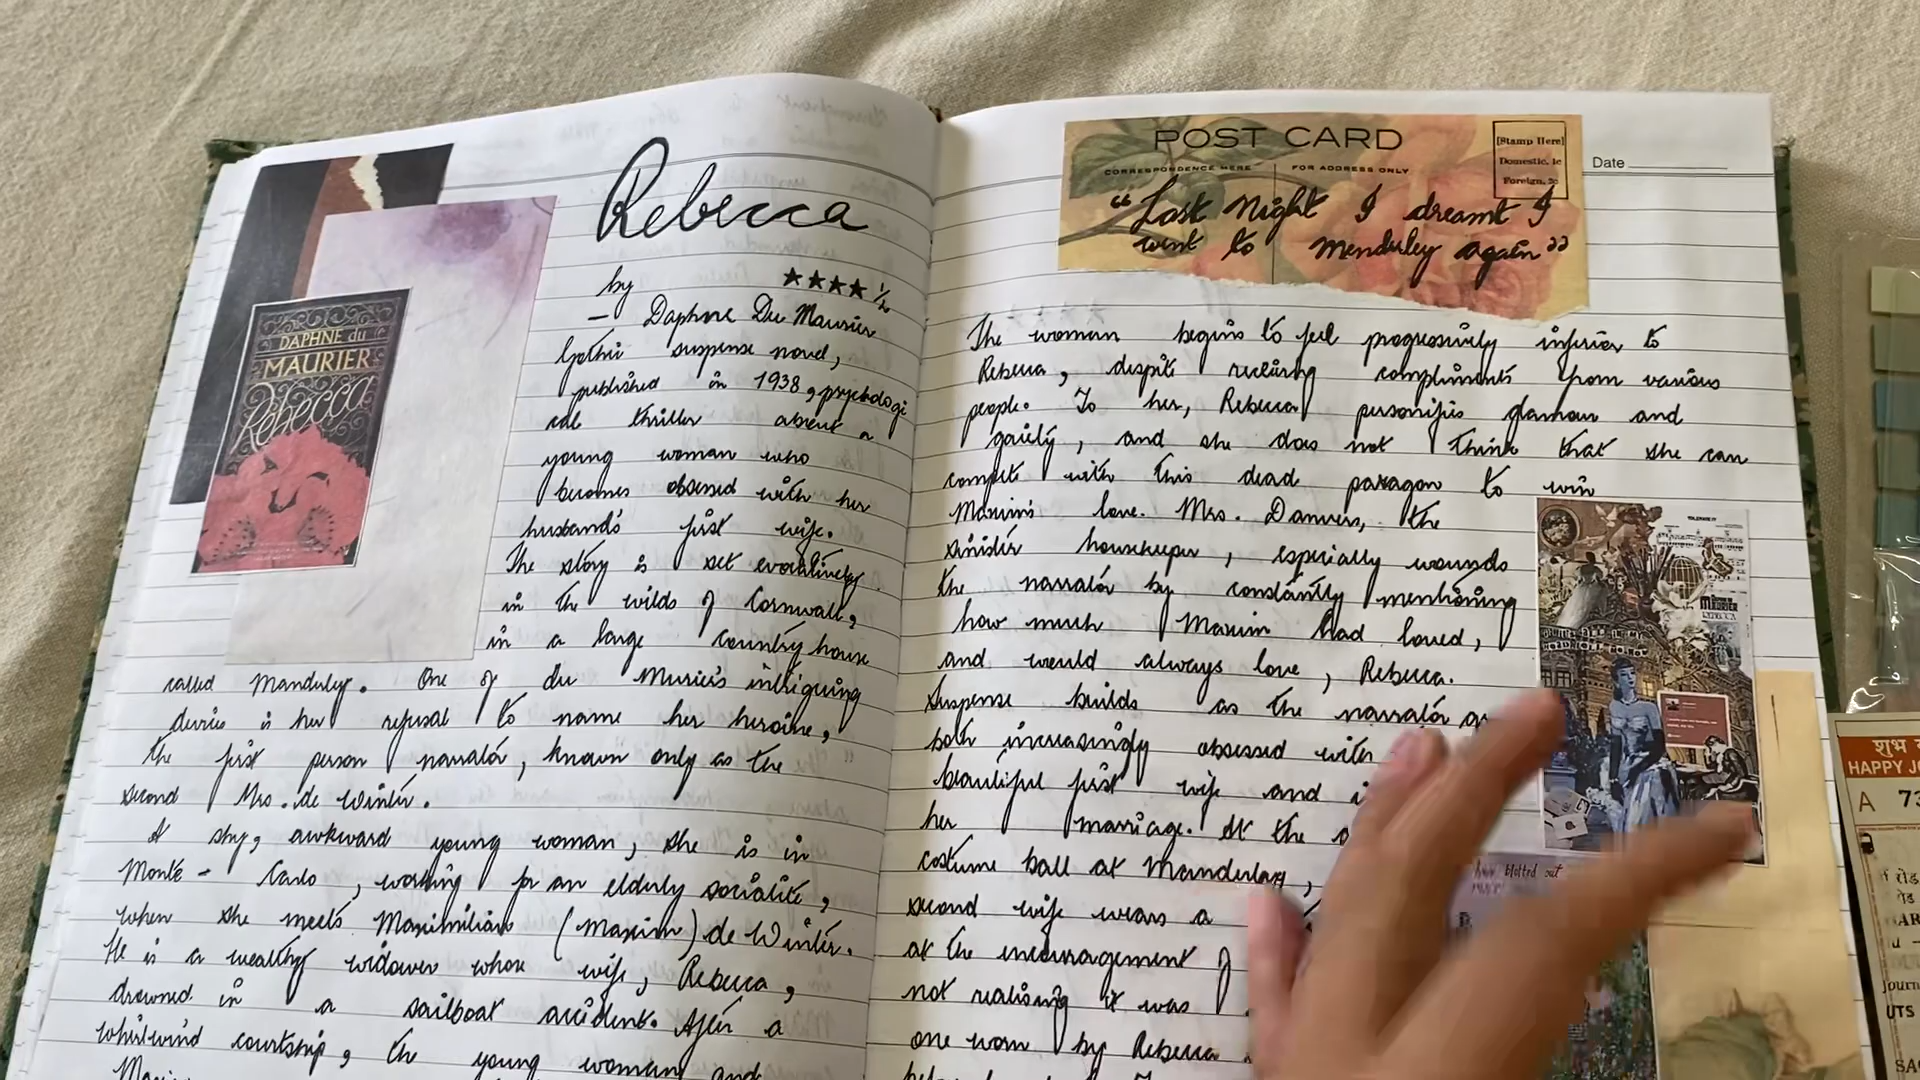 Rebecca
by ★★★★ ½
— Daphne Du Maurier
Gothic suspense novel,
published in 1938, psychologi
cal thriller about a
young woman who
becomes obsessed with her
husband's first wife.
The story is set evocatively
in the wilds of Cornwall,
in a large country house
called Manduley. One of du Muries's intriguing
devices is her refusal to name her heroine,
the first person narrator, known only as the
second Mrs. de Winter.
A shy, awkward young woman, she is in
Monte - Carlo, working for an elderly socialite,
when she meets Maximilian (Maxim) de Winter.
He is a wealthy widower whose wife, Rebecca,
drowned in a sailboat accident. After a
whirlwind courtship, the young woman and
DAPHNE du
MAURIER
Rebecca
POST CARD
CORRESPONDENCE HERE
FOR ADDRESS ONLY
[Stamp Here]
Domestic. 1c
Foreign. 2c
Date
"Last Night I dreamt I
went to Menduley again"
The woman begins to feel progressively inferior to
Rebecca, despite receiving compliments from various
people. To her, Rebecca personifies glamour and
gaiety, and she does not think that she can
compete with this dead paragon to win
Maxim's love. Mrs. Danvers, the
sinister housekeeper, especially wounds
the narrator by constantly mentioning
how much Maxim had loved,
and would always love, Rebecca.
Suspense builds as the narrator
both increasingly obsessed with
beautiful first wife and
her marriage. At the
costume ball at Manderley,
second wife wears a
at the encouragement of
not realising it was
one worn by Rebecca
MAURIER
REBECCA
blotted out
शुभ
HAPPY JO
A 73